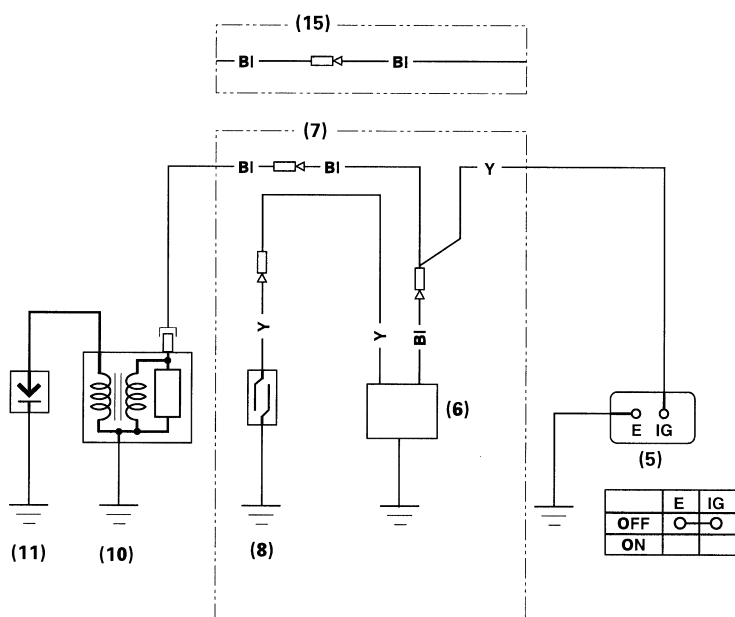 (15)
Bl Bl
(7)
Bl Bl Y
Y Y Bl
(6)
E IG
(5)
E IG
OFF
ON
(11) (10) (8)